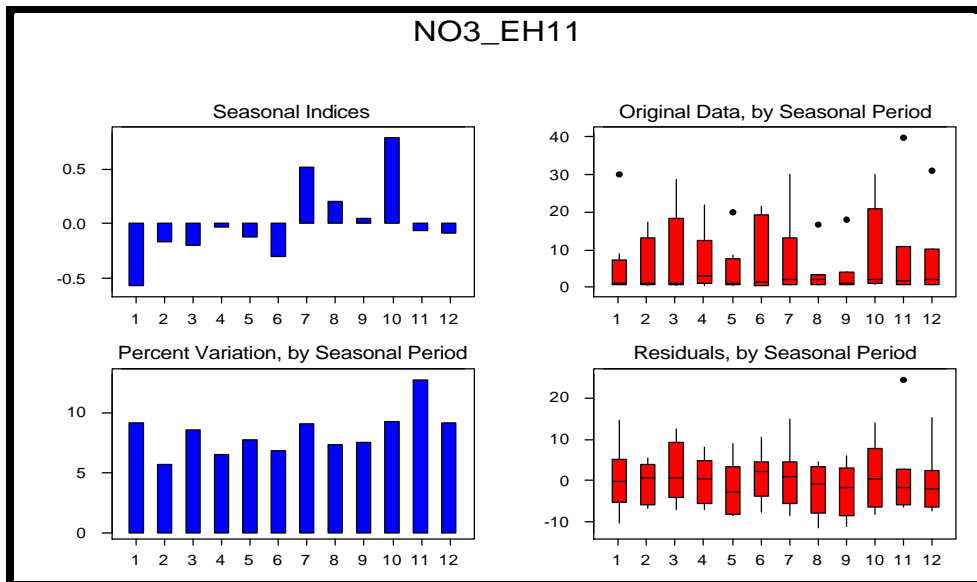 NO3_EH11
Seasonal Indices
0.5
0.0
-0.5
1 2 3 4 5 6 7 8 9 10 11 12
Original Data, by Seasonal Period
40
30
20
10
0
1 2 3 4 5 6 7 8 9 10 11 12
Percent Variation, by Seasonal Period
10
5
0
1 2 3 4 5 6 7 8 9 10 11 12
Residuals, by Seasonal Period
20
10
0
-10
1 2 3 4 5 6 7 8 9 10 11 12